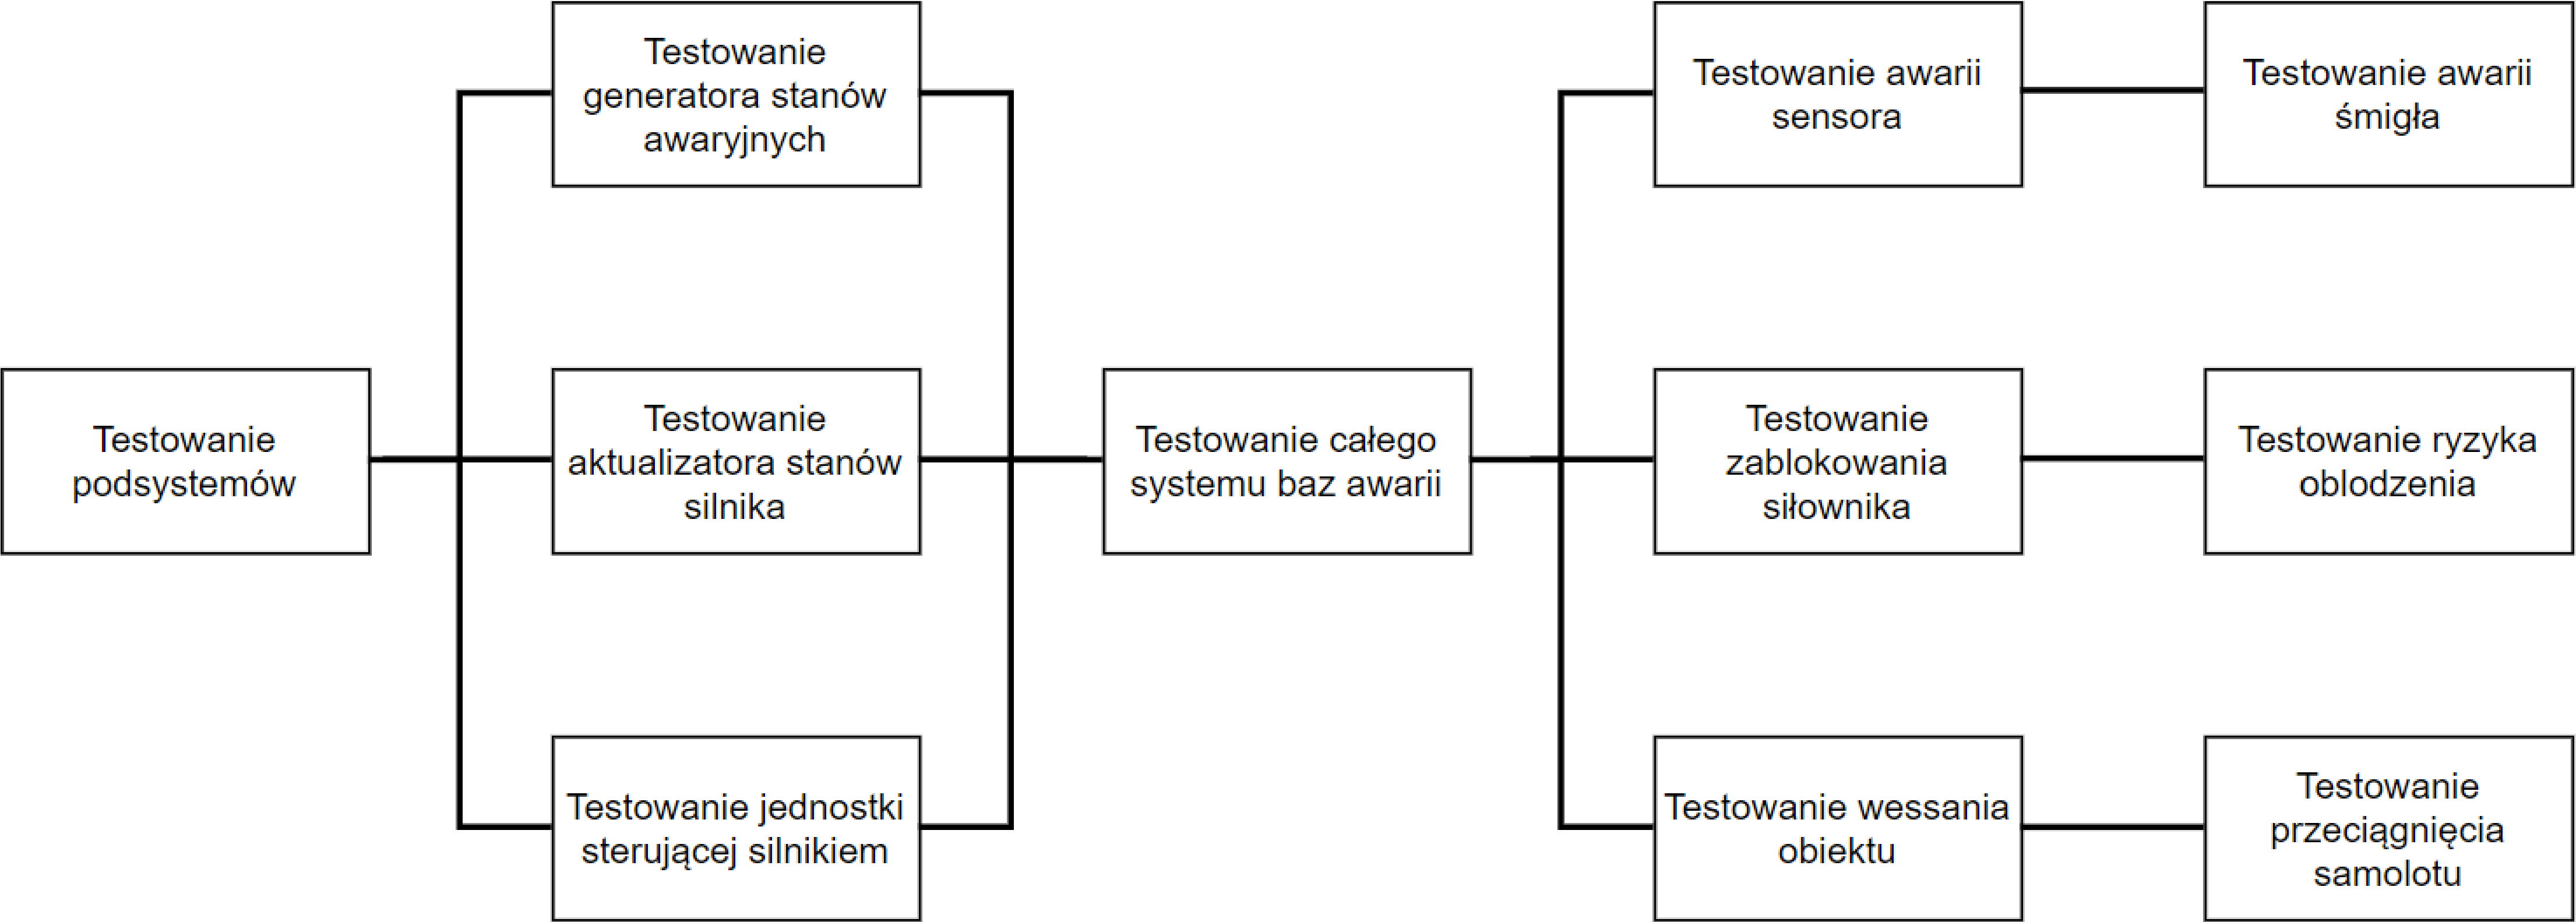 Testowanie
podsystemów
Testowanie
generatora stanów
awaryjnych
Testowanie
aktualizatora stanów
silnika
Testowanie jednostki
sterującej silnikiem
Testowanie całego
systemu baz awarii
Testowanie awarii
sensora
Testowanie
zablokowania
siłownika
Testowanie wessania
obiektu
Testowanie awarii
śmigła
Testowanie ryzyka
oblodzenia
Testowanie
przeciągnięcia
samolotu